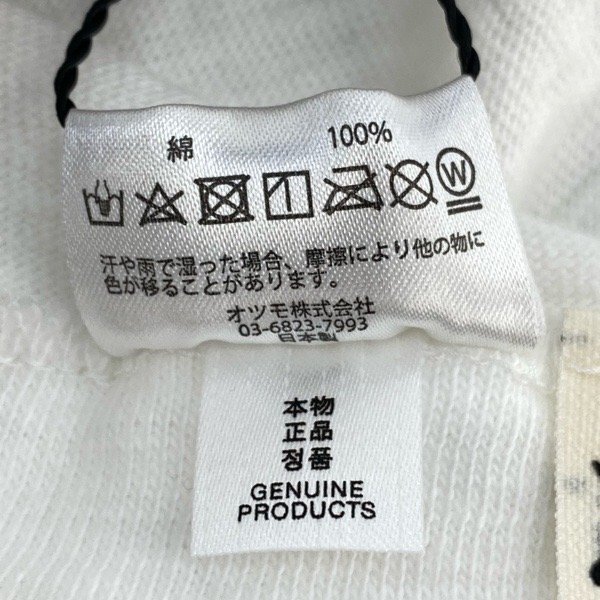 綿 100%
W
汗や雨で湿った場合、摩擦により他の物に
色が移ることがあります。
オツモ株式会社
03-6823-7993
日本製
本物
正品
정품
GENUINE
PRODUCTS